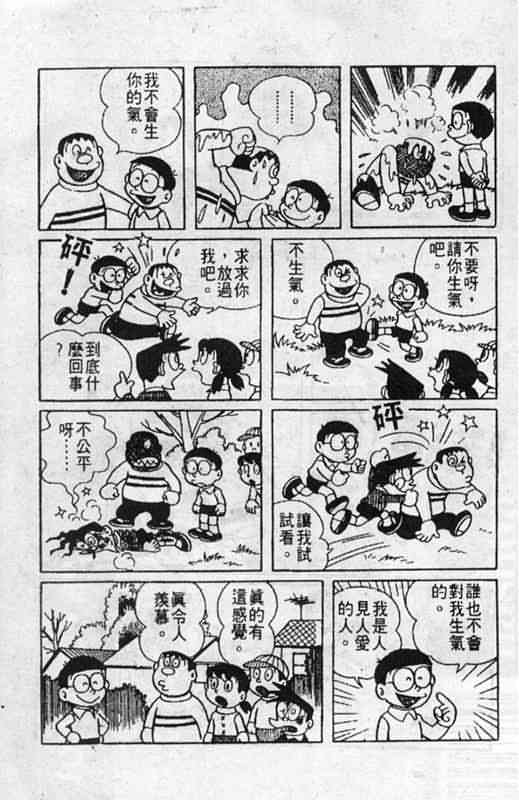 ………
………
我不會生
你的氣。
不要呀,
請你生氣
吧。
不生氣。
求求你
,放過
我吧。
砰!
到底什
麼回事
?
砰
讓我試
試看。
不公平
呀……
誰也不會
對我生氣
的。
我是人
見人愛
的人。
眞的有
這感覺。
眞令人
羨慕。